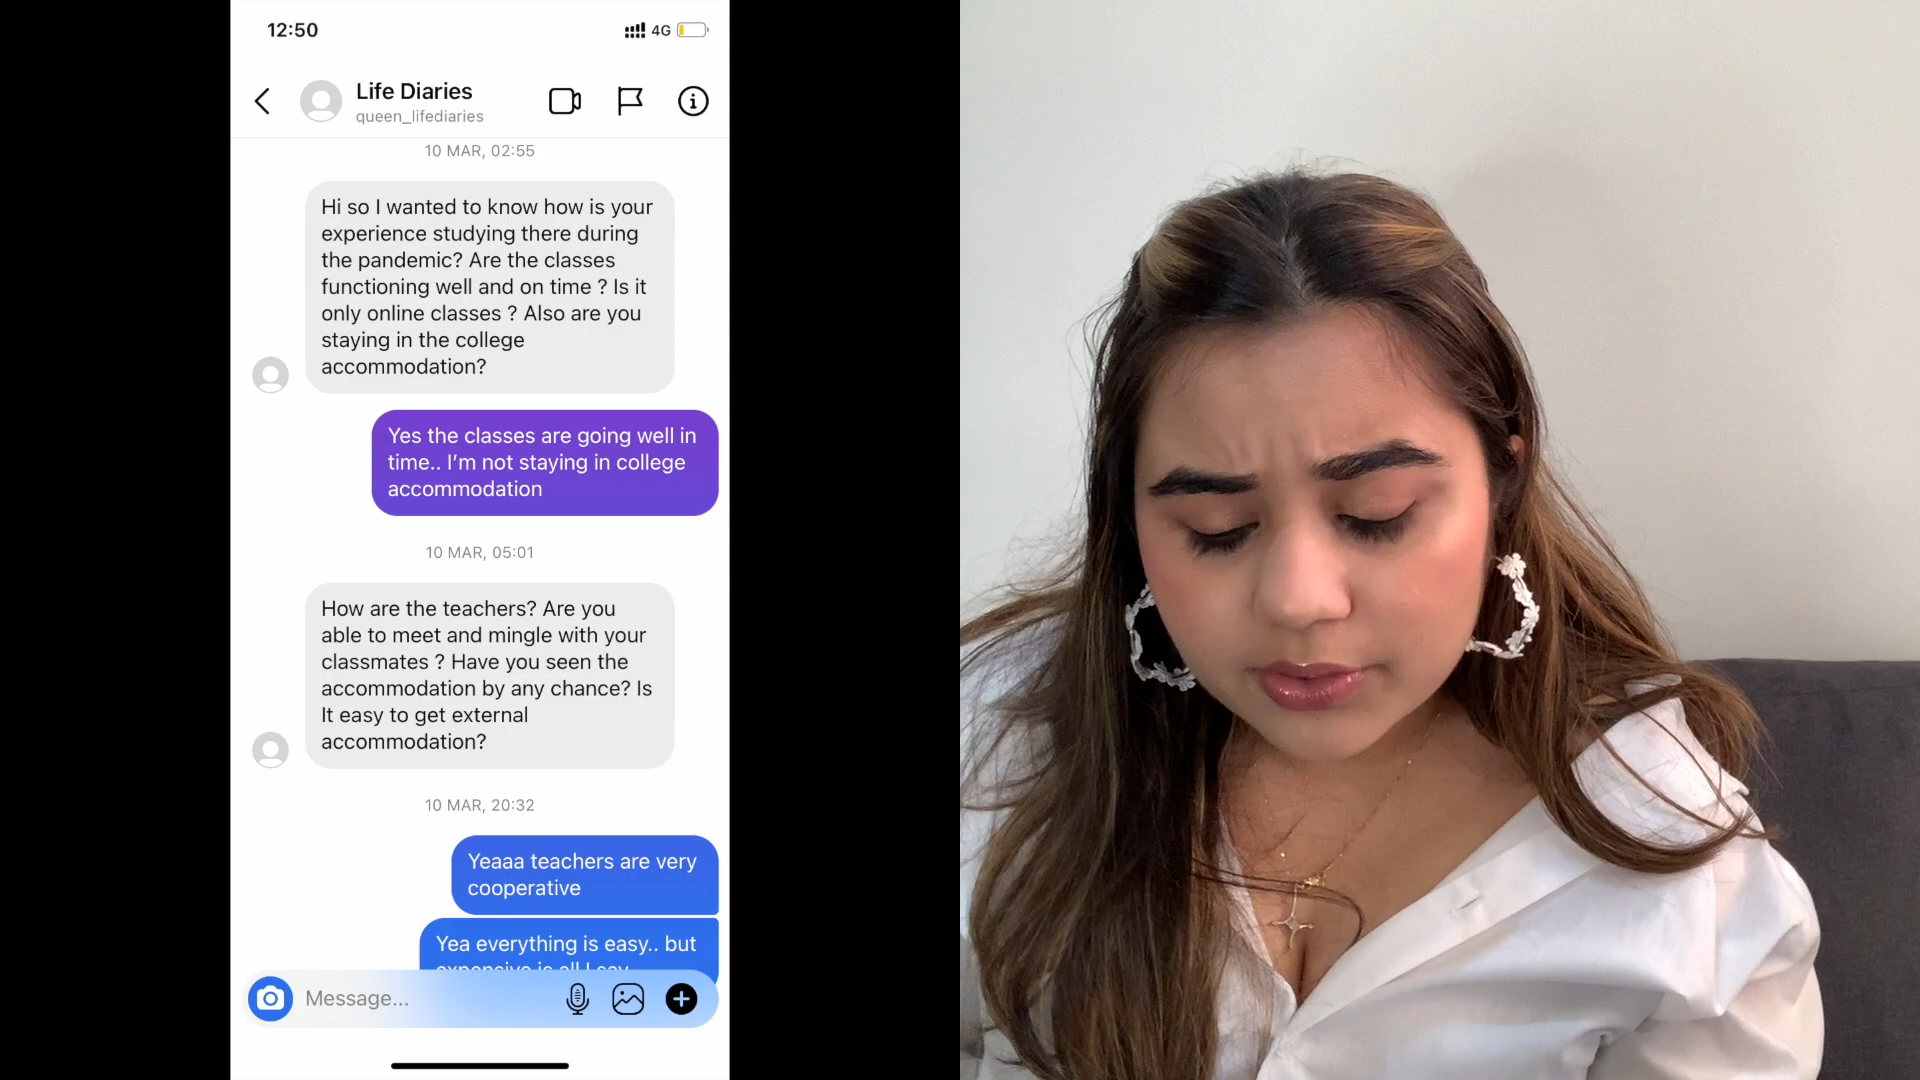 12:50
4G
Life Diaries
queen_lifediaries
10 MAR, 02:55
Hi so I wanted to know how is your
experience studying there during
the pandemic? Are the classes
functioning well and on time ? Is it
only online classes ? Also are you
staying in the college
accommodation?
Yes the classes are going well in
time.. I’m not staying in college
accommodation
10 MAR, 05:01
How are the teachers? Are you
able to meet and mingle with your
classmates ? Have you seen the
accommodation by any chance? Is
It easy to get external
accommodation?
10 MAR, 20:32
Yeaaa teachers are very
cooperative
Yea everything is easy.. but
expensive is all I say
Message...